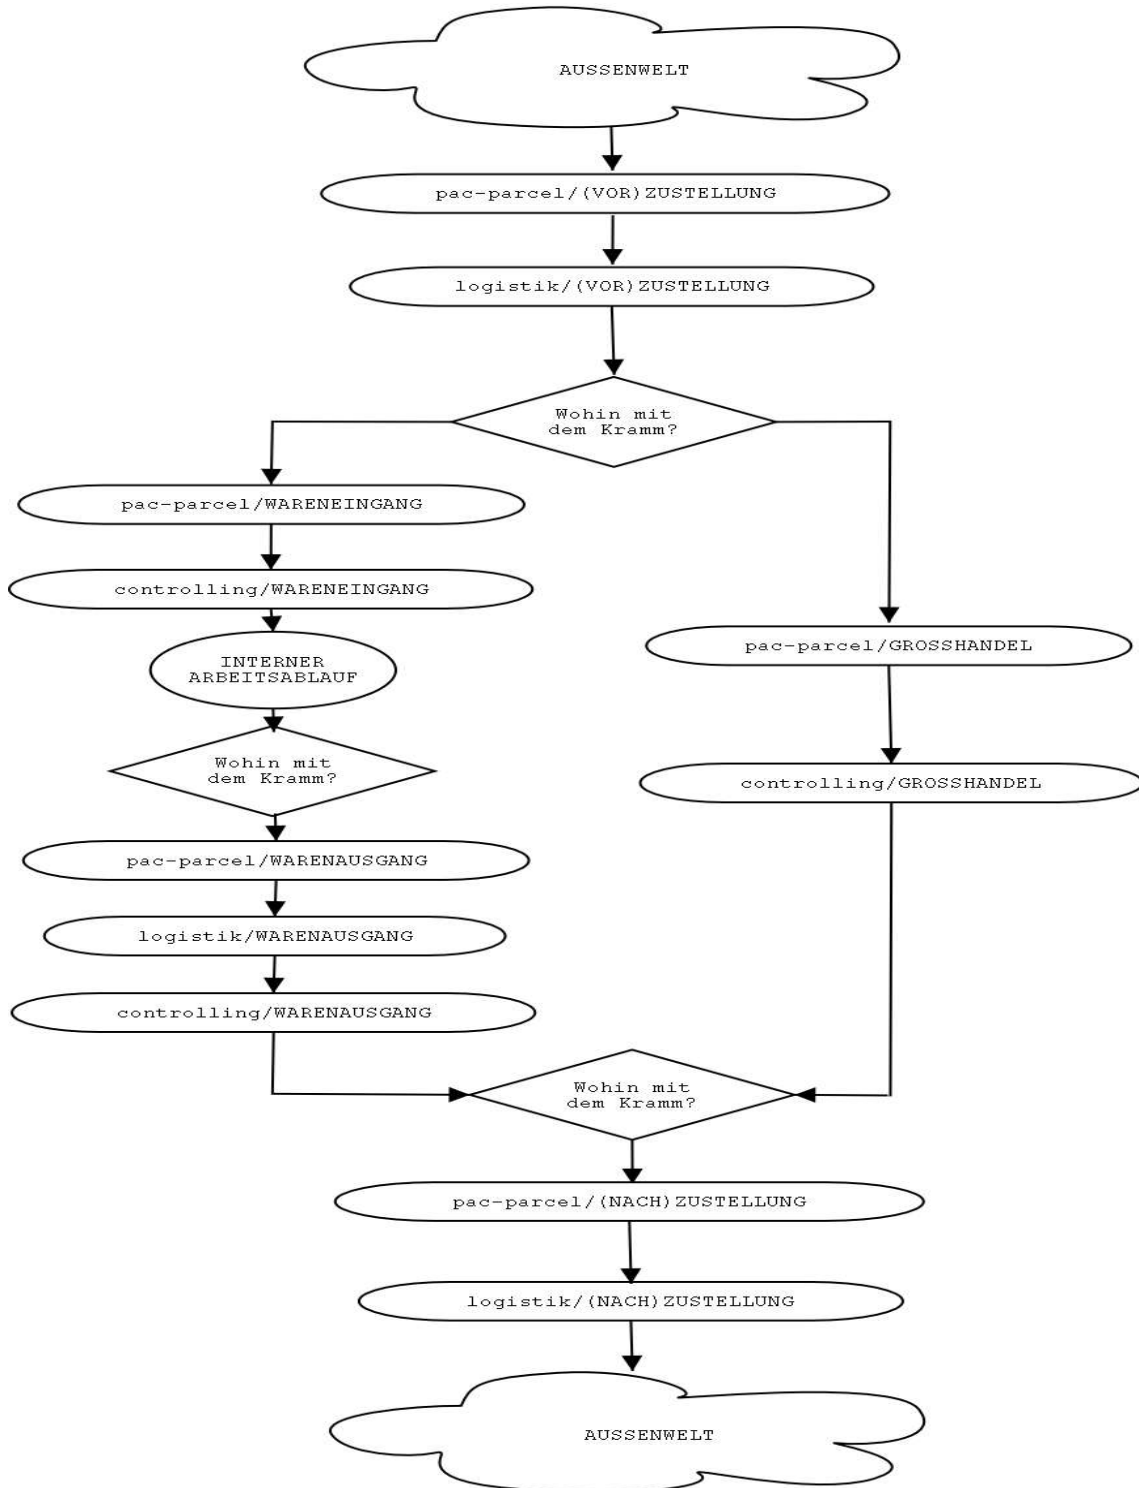 AUSSENWELT
pac-parcel/(VOR)ZUSTELLUNG
logistik/(VOR)ZUSTELLUNG
Wohin mit
dem Kramm?
pac-parcel/WARENEINGANG
controlling/WARENEINGANG
INTERNER
ARBEITSABLAUF
Wohin mit
dem Kramm?
pac-parcel/WARENAUSGANG
logistik/WARENAUSGANG
controlling/WARENAUSGANG
pac-parcel/GROSSHANDEL
controlling/GROSSHANDEL
Wohin mit
dem Kramm?
pac-parcel/(NACH)ZUSTELLUNG
logistik/(NACH)ZUSTELLUNG
AUSSENWELT